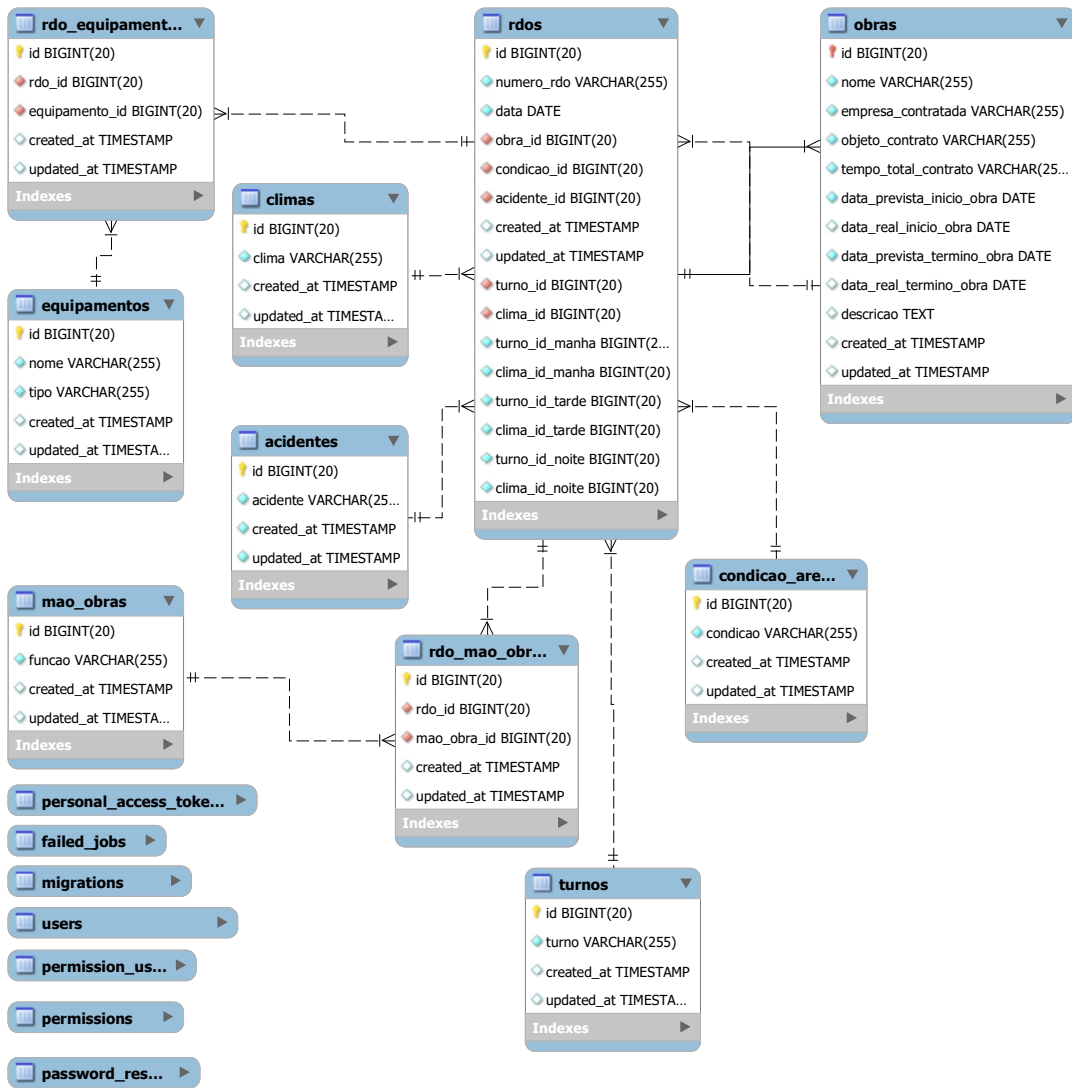 rdo_equipament...
id BIGINT(20)
rdo_id BIGINT(20)
equipamento_id BIGINT(20)
created_at TIMESTAMP
updated_at TIMESTAMP
Indexes
rdos
id BIGINT(20)
numero_rdo VARCHAR(255)
data DATE
obra_id BIGINT(20)
condicao_id BIGINT(20)
acidente_id BIGINT(20)
created_at TIMESTAMP
updated_at TIMESTAMP
turno_id BIGINT(20)
clima_id BIGINT(20)
turno_id_manha BIGINT(2...
clima_id_manha BIGINT(20)
turno_id_tarde BIGINT(20)
clima_id_tarde BIGINT(20)
turno_id_noite BIGINT(20)
clima_id_noite BIGINT(20)
Indexes
obras
id BIGINT(20)
nome VARCHAR(255)
empresa_contratada VARCHAR(255)
objeto_contrato VARCHAR(255)
tempo_total_contrato VARCHAR(25...
data_prevista_inicio_obra DATE
data_real_inicio_obra DATE
data_prevista_termino_obra DATE
data_real_termino_obra DATE
descricao TEXT
created_at TIMESTAMP
updated_at TIMESTAMP
Indexes
climas
id BIGINT(20)
clima VARCHAR(255)
created_at TIMESTAMP
updated_at TIMESTA...
Indexes
equipamentos
id BIGINT(20)
nome VARCHAR(255)
tipo VARCHAR(255)
created_at TIMESTAMP
updated_at TIMESTA...
Indexes
acidentes
id BIGINT(20)
acidente VARCHAR(25...
created_at TIMESTAMP
updated_at TIMESTAMP
Indexes
condicao_are...
id BIGINT(20)
condicao VARCHAR(255)
created_at TIMESTAMP
updated_at TIMESTAMP
Indexes
mao_obras
id BIGINT(20)
funcao VARCHAR(255)
created_at TIMESTAMP
updated_at TIMESTA...
Indexes
rdo_mao_obr...
id BIGINT(20)
rdo_id BIGINT(20)
mao_obra_id BIGINT(20)
created_at TIMESTAMP
updated_at TIMESTAMP
Indexes
turnos
id BIGINT(20)
turno VARCHAR(255)
created_at TIMESTAMP
updated_at TIMESTA...
Indexes
personal_access_toke...
failed_jobs
migrations
users
permission_us...
permissions
password_res...